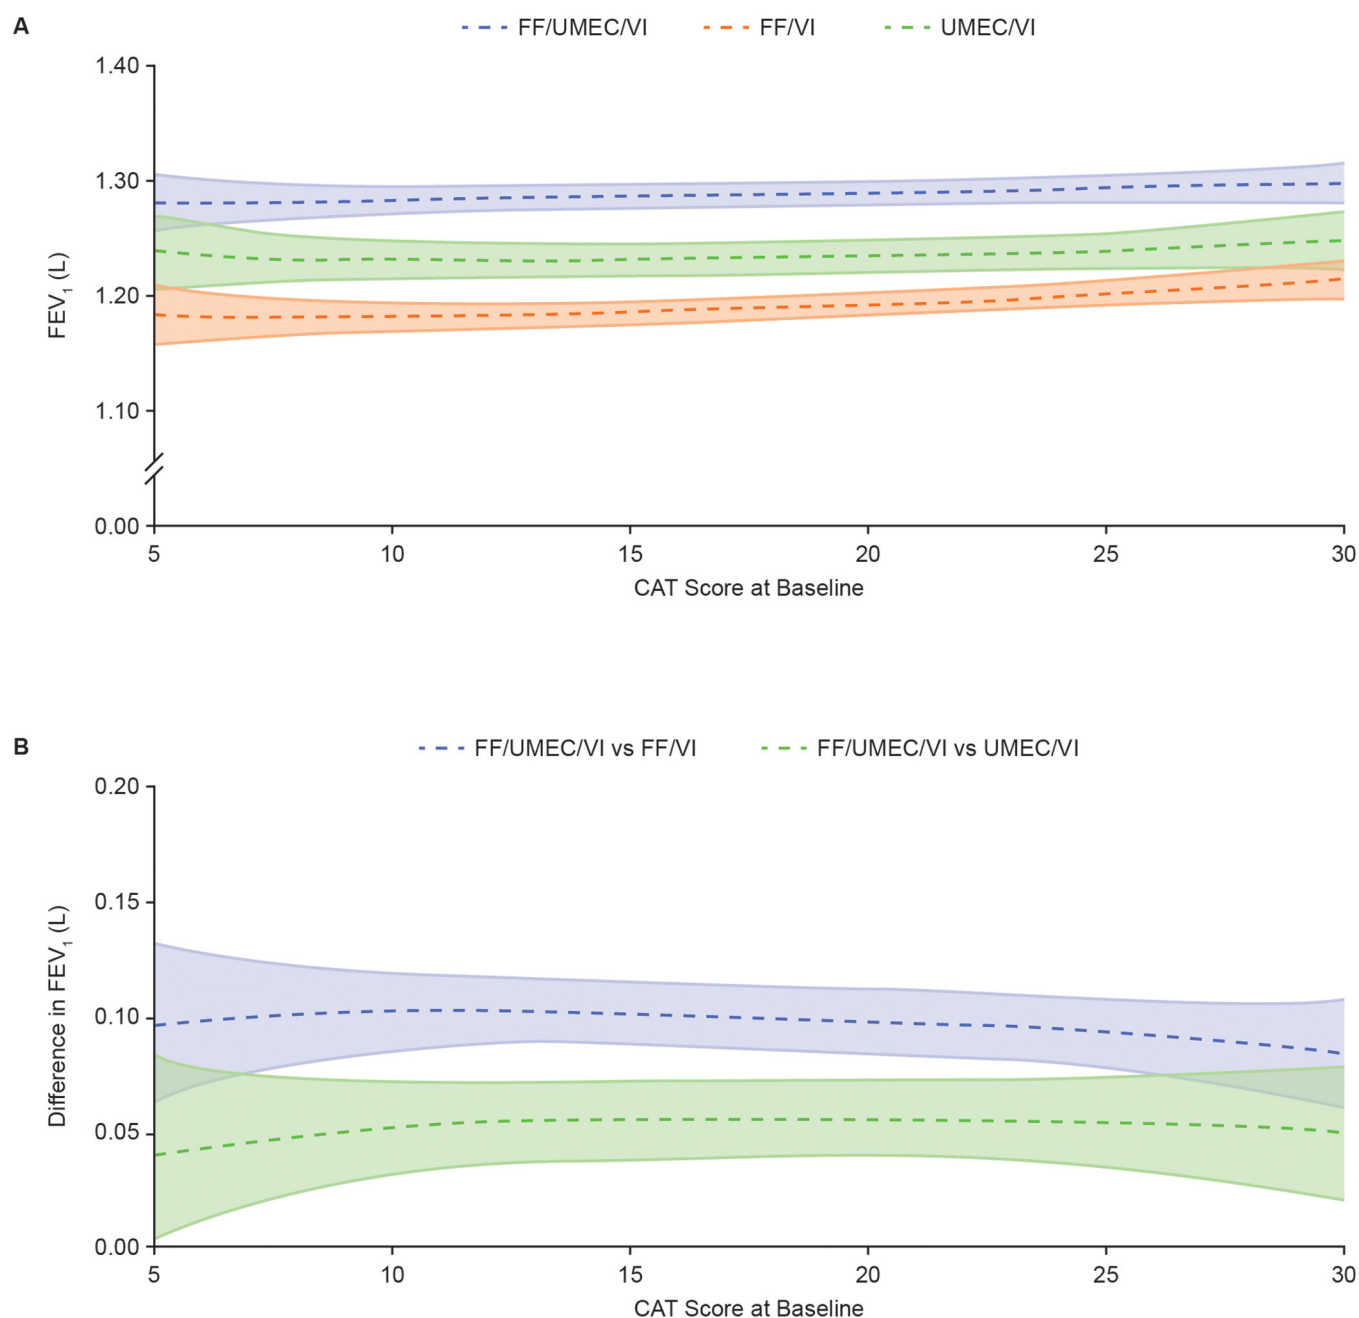 A
FF/UMEC/VI FF/VI UMEC/VI
1.40
1.30
1.20
1.10
0.00
FEV₁ (L)
5 10 15 20 25 30
CAT Score at Baseline
B
FF/UMEC/VI vs FF/VI FF/UMEC/VI vs UMEC/VI
0.20
0.15
0.10
0.05
0.00
Difference in FEV₁ (L)
5 10 15 20 25 30
CAT Score at Baseline